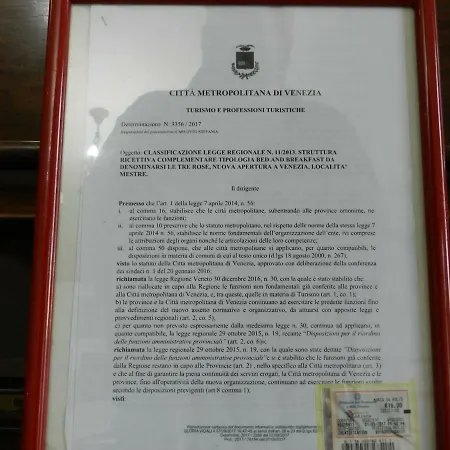 CITTÀ METROPOLITANA DI VENEZIA
TURISMO E PROFESSIONI TURISTICHE
Determinazione N. 3356 / 2017
Oggetto: CLASSIFICAZIONE LEGGE REGIONALE N. 11/2013. STRUTTURA
RICETTIVA COMPLEMENTARE TIPOLOGIA BED AND BREAKFAST DA
DENOMINARSI LE TRE ROSE, NUOVA APERTURA A VENEZIA, LOCALITA'
MESTRE.
Il dirigente
Premesso che l'art. 1 della legge 7 aprile 2014, n. 56:
i. al comma 16, stabilisce che le città metropolitane, subentrando alle province omonime, ne
esercitano le funzioni;
ii. al comma 10 prescrive che lo statuto metropolitano, nel rispetto delle norme della stessa legge 7
aprile 2014 n. 56, stabilisce le norme fondamentali dell'organizzazione dell'ente, ivi comprese
le attribuzioni degli organi nonché le articolazioni delle loro competenze;
iii. al comma 50 dispone, che alle città metropolitane si applicano, per quanto compatibili, le
disposizioni in materia di comuni di cui al testo unico (d.lgs 18 agosto 2000, n. 267);
visto lo statuto della Città metropolitana di Venezia, approvato con deliberazione della conferenza
dei sindaci n. 1 del 20 gennaio 2016;
richiamata la legge Regione Veneto 30 dicembre 2016, n. 30, con la quale è stato stabilito che:
a) sono riallocate in capo alla Regione le funzioni non fondamentali già conferite alle province e
alla Città metropolitana di Venezia e, tra queste, quelle in materia di Turismo (art. 1, co. 1);
b) le province e la Città metropolitana di Venezia continuano ad esercitare le predette funzioni fino
alla definizione del nuovo assetto normativo e organizzativo, da attuarsi con apposite leggi e
provvedimenti regionali (art. 2, co. 5);
c) per quanto non previsto espressamente dalla medesima legge n. 30, continua ad applicarsi, in
quanto compatibile, la legge regionale 29 ottobre 2015, n. 19, recante "Disposizioni per il
riordino delle funzioni amministrative provinciali" (art. 2, co. 6);
richiamata la legge regionale 29 ottobre 2015, n. 19, con la quale sono state dettate "Disposizioni
per il riordino delle funzioni amministrative provinciali" e si è stabilito che le funzioni già conferite
dalla Regione restano in capo alle Province (art. 2) , nello specifico alla Città metropolitana (art. 3)
e che al fine di garantire la piena continuità dei servizi erogati, la Città metropolitana di Venezia e le
province, fino all'operatività della nuova organizzazione, continuano ad esercitare le funzioni
secondo le disposizioni previgenti (art 8 comma 1);
visti:
MARCA DA BOLLO
€16,00